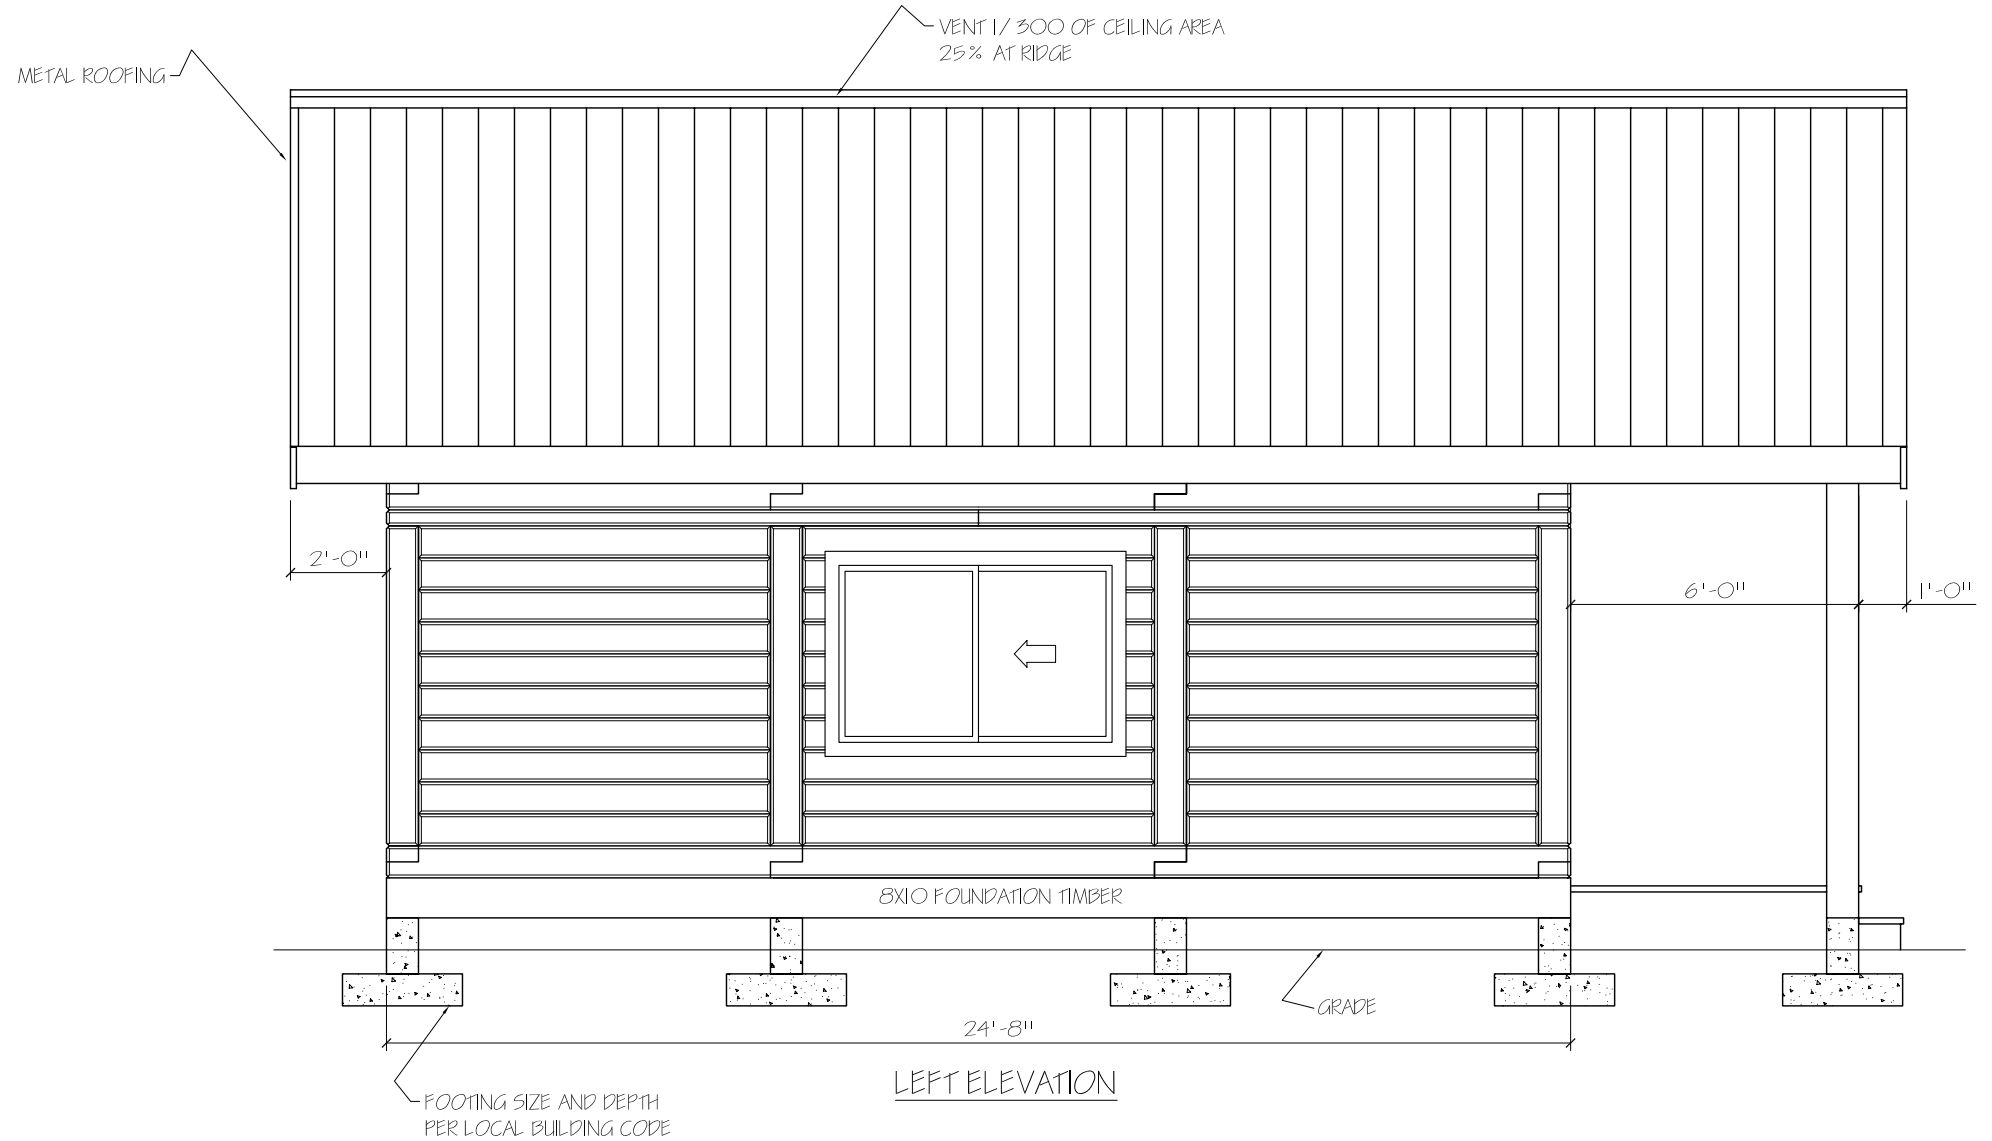 VENT 1/300 OF CEILING AREA
25% AT RIDGE
METAL ROOFING
2'-0"
6'-0"
1'-0"
8X10 FOUNDATION TIMBER
GRADE
24'-8"
LEFT ELEVATION
FOOTING SIZE AND DEPTH
PER LOCAL BUILDING CODE